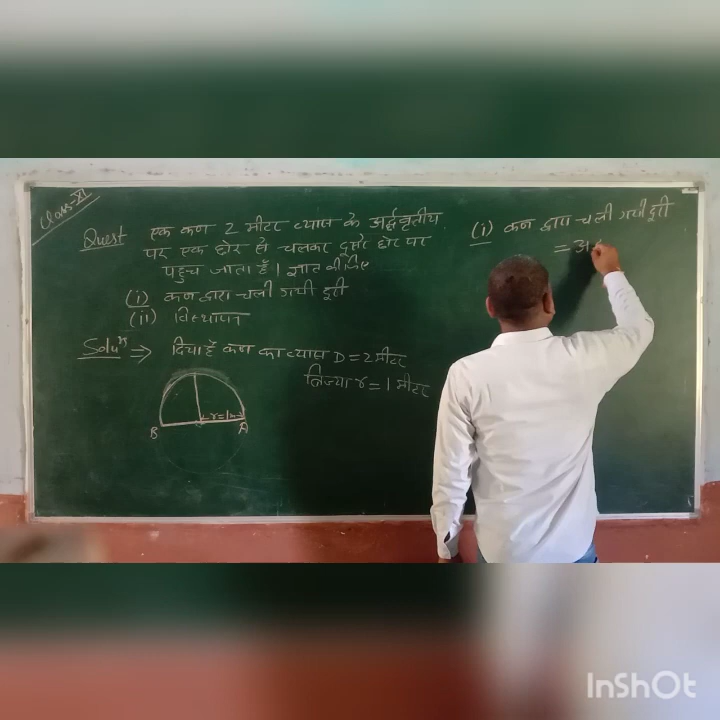 Class-XI
Quest एक कण 2 मीटर व्यास के अर्द्धवृत्तीय
पर एक छोर से चलकर दूसरे छोर पर
पहुच जाता है। ज्ञात कीजिए
(i) कण द्वारा चली गयी दूरी
(ii) विस्थापन
Soluⁿ ⇒ दिया है कण का व्यास D = 2 मीटर
त्रिज्या r = 1 मीटर
r=1m
B A
(i) कण द्वारा चली गयी दूरी
= अ
InShOt